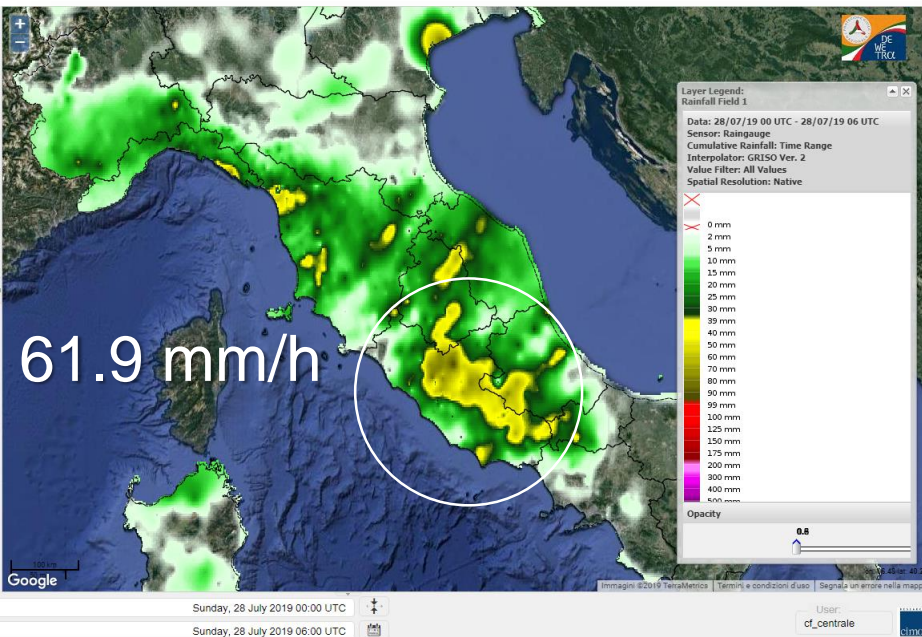 +
−
DE
WE
TRA
Layer Legend:
Rainfall Field 1
Data: 28/07/19 00 UTC - 28/07/19 06 UTC
Sensor: Raingauge
Cumulative Rainfall: Time Range
Interpolator: GRISO Ver. 2
Value Filter: All Values
Spatial Resolution: Native
0 mm
2 mm
5 mm
10 mm
15 mm
20 mm
25 mm
30 mm
39 mm
40 mm
50 mm
60 mm
70 mm
80 mm
90 mm
99 mm
100 mm
125 mm
150 mm
175 mm
200 mm
300 mm
400 mm
500 mm
Opacity
61.9 mm/h
100 km
Google
Immagini ©2019 TerraMetrics
Termini e condizioni d'uso
Segnala un errore nella mapp
Sunday, 28 July 2019 00:00 UTC
Sunday, 28 July 2019 06:00 UTC
User:
cf_centrale
cima